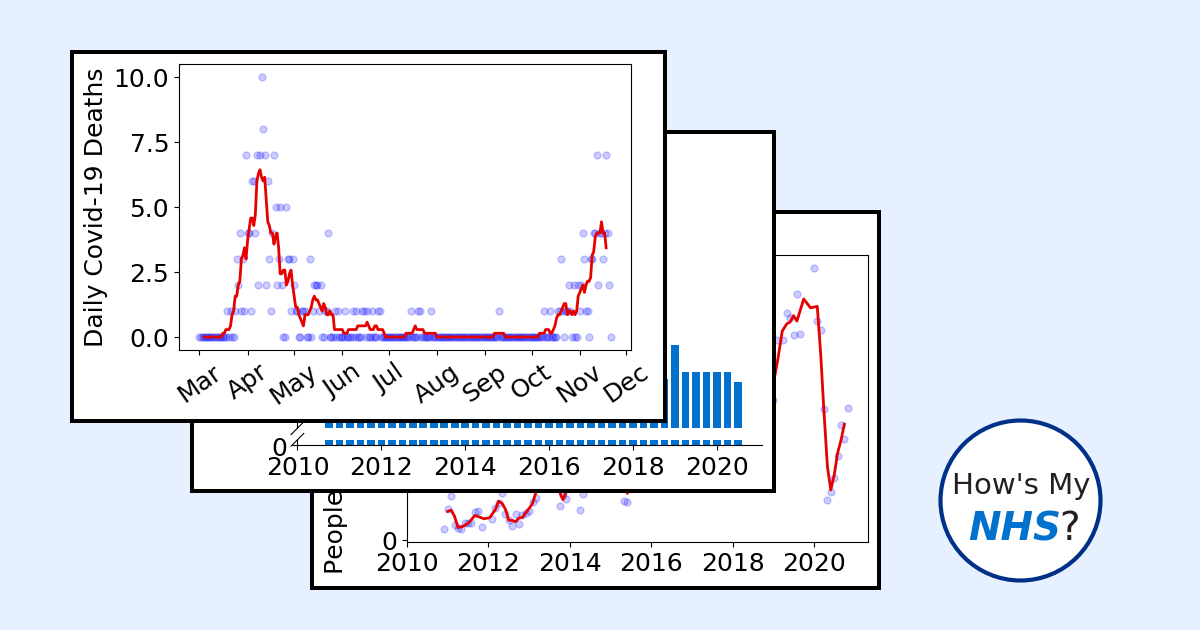 Daily Covid-19 Deaths
10.0
7.5
5.0
2.5
0.0
Mar Apr May Jun Jul Aug Sep Oct Nov Dec
0
2010 2012 2014 2016 2018 2020
People
0
2010 2012 2014 2016 2018 2020
How's My
NHS?